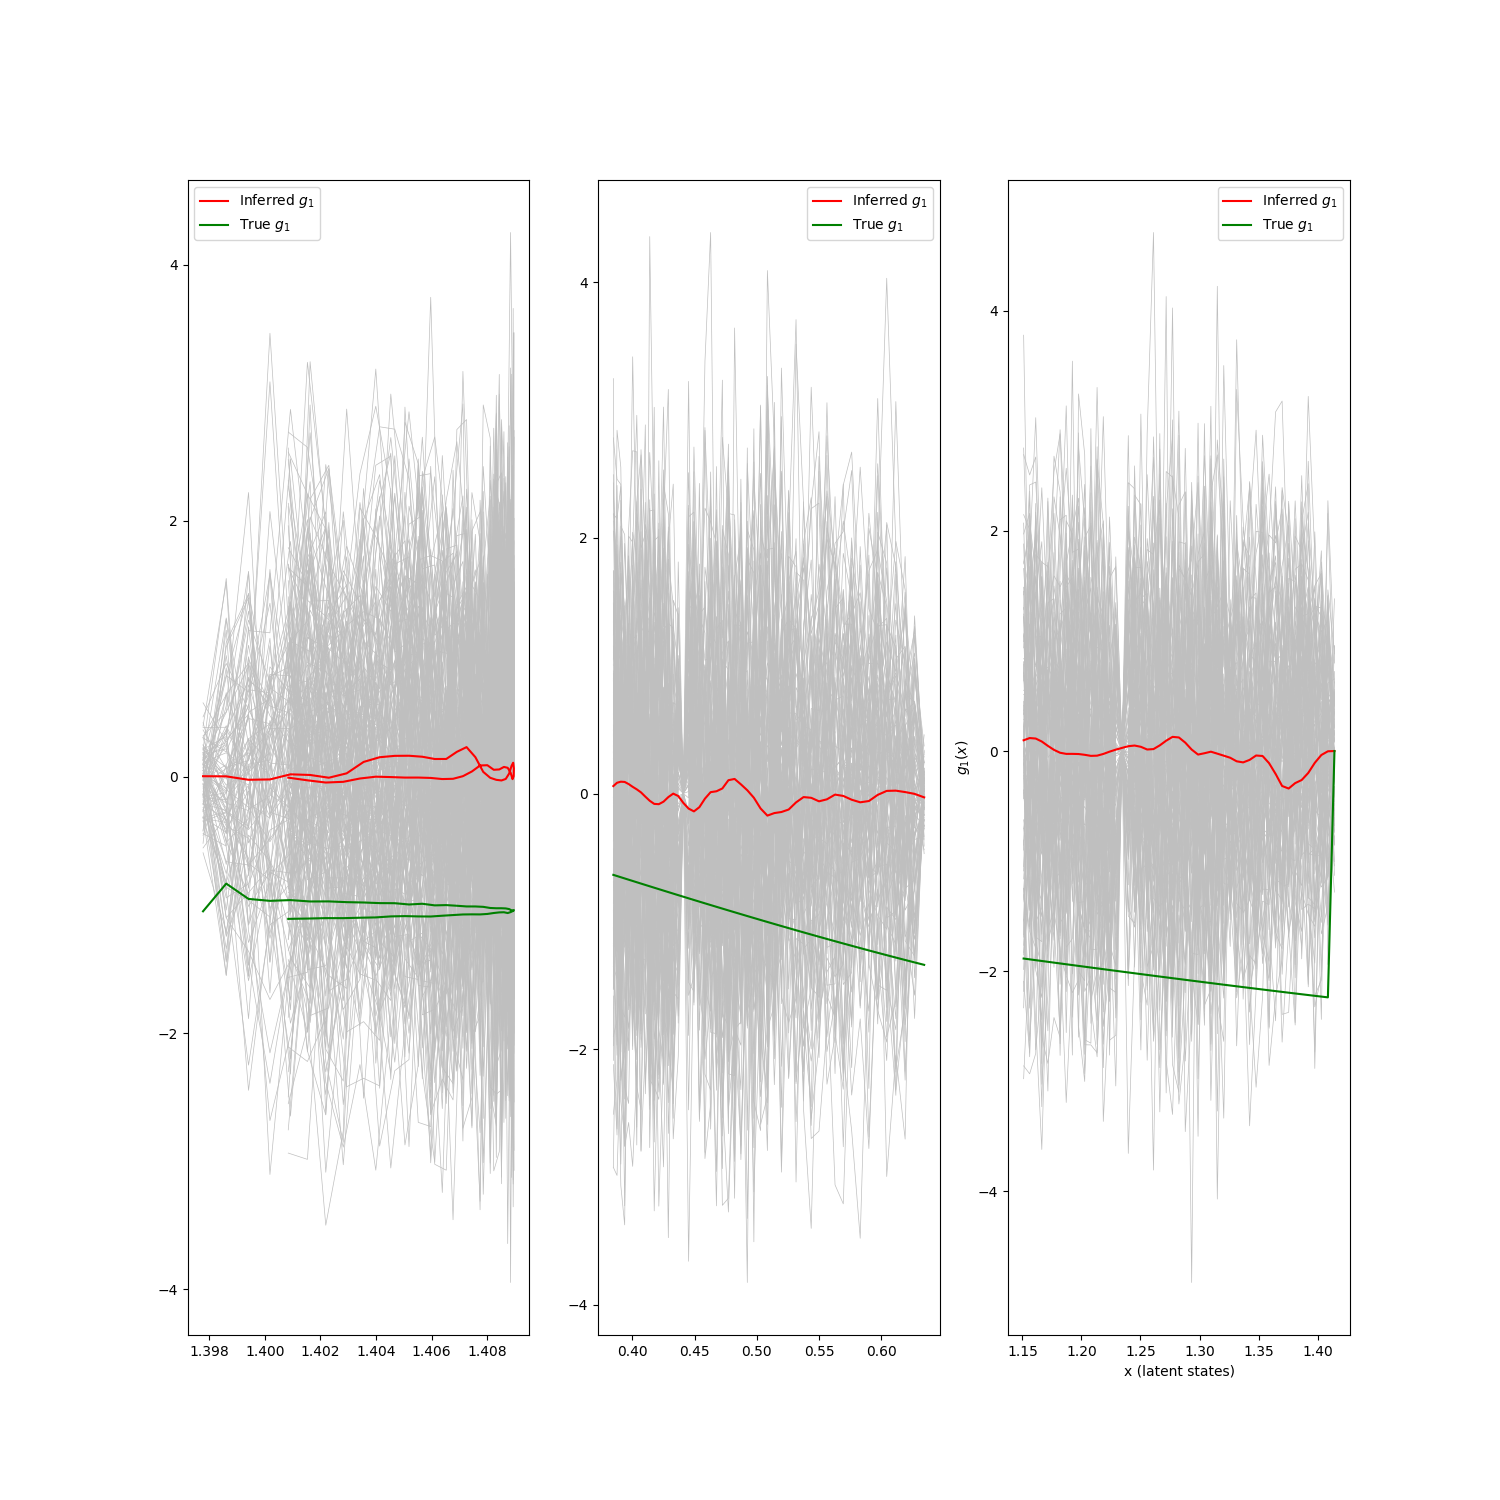 Inferred g₁
True g₁
4
2
0
−2
−4
1.398 1.400 1.402 1.404 1.406 1.408
Inferred g₁
True g₁
4
2
0
−2
−4
0.40 0.45 0.50 0.55 0.60
Inferred g₁
True g₁
g₁(x)
4
2
0
−2
−4
1.15 1.20 1.25 1.30 1.35 1.40
x (latent states)